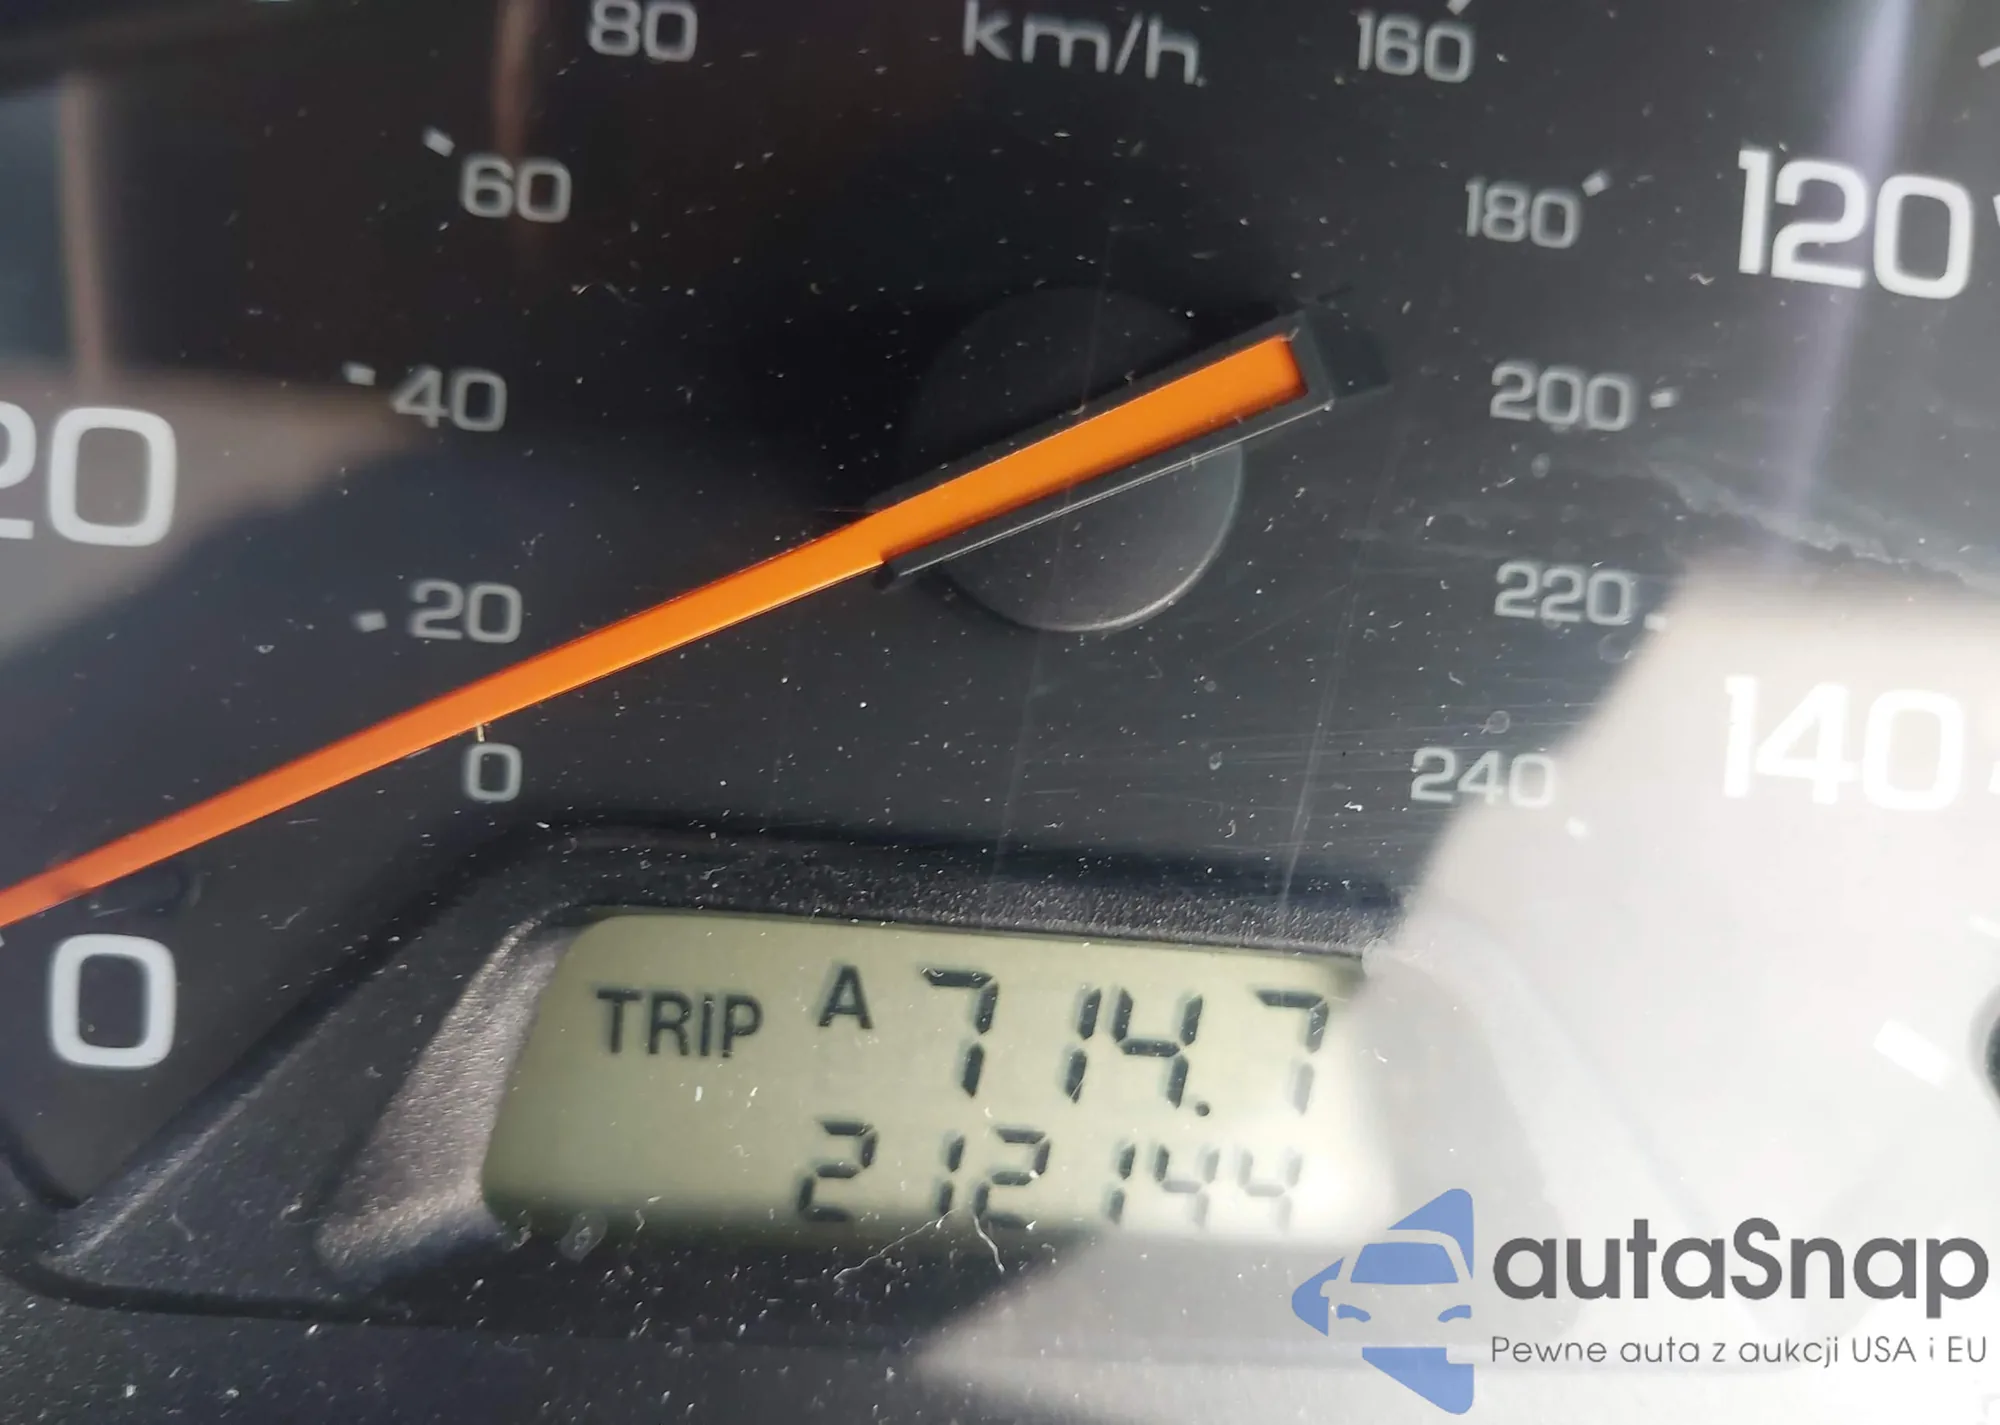 80 km/h 160
60 180 120
40 200
20
20 220
0 240 140
0
TRIP A 714.7
212144
autaSnap
Pewne auta z aukcji USA i EU